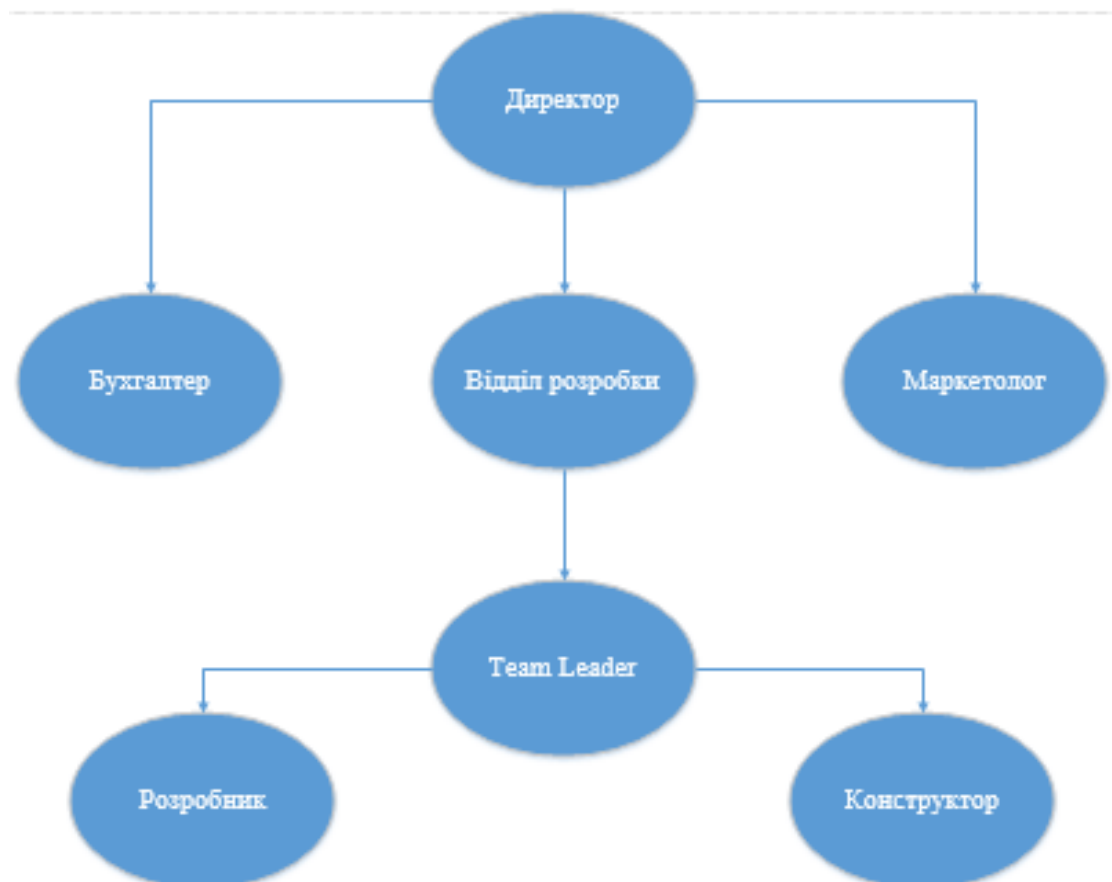 Директор
Бухгалтер
Відділ розробки
Маркетолог
Team Leader
Розробник
Конструктор